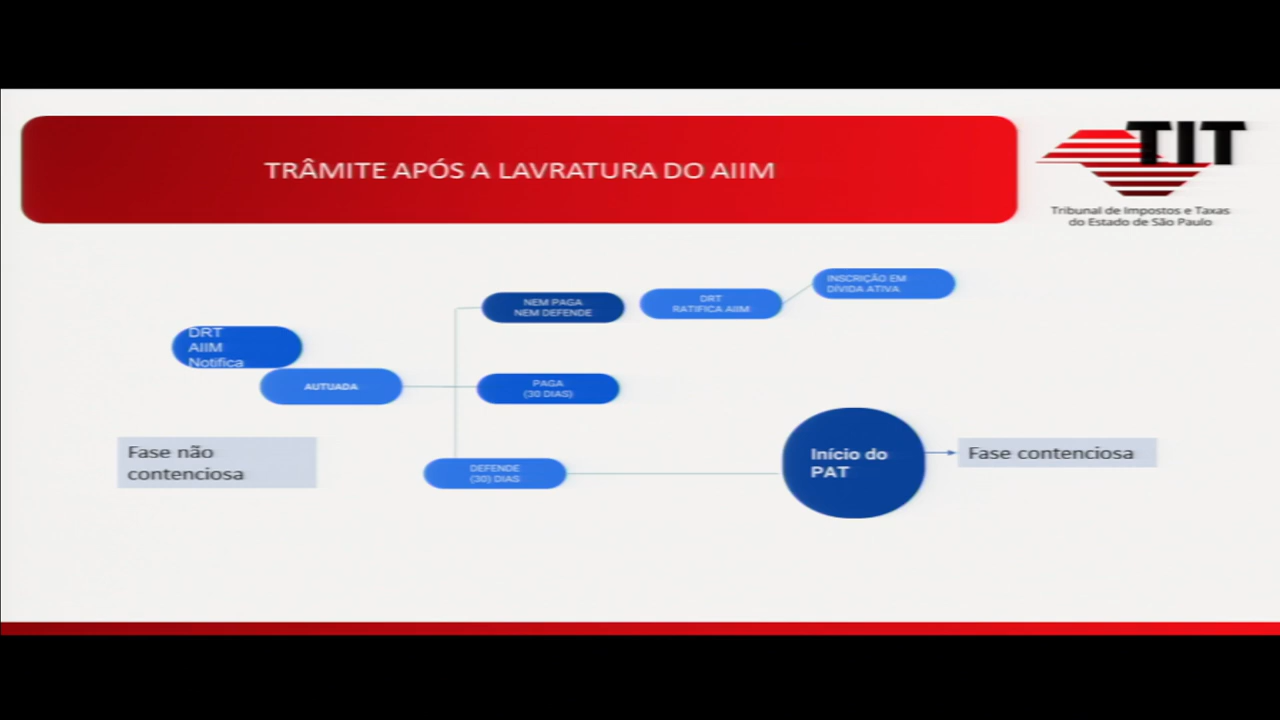 TRÂMITE APÓS A LAVRATURA DO AIIM
TIT
Tribunal de Impostos e Taxas
do Estado de São Paulo
INSCRIÇÃO EM
DÍVIDA ATIVA
NEM PAGA
NEM DEFENDE
DRT
RATIFICA AIIM
DRT
AIIM
Notifica
AUTUADA
PAGA
(30 DIAS)
Fase não
contenciosa
DEFENDE
(30) DIAS
Início do
PAT
Fase contenciosa